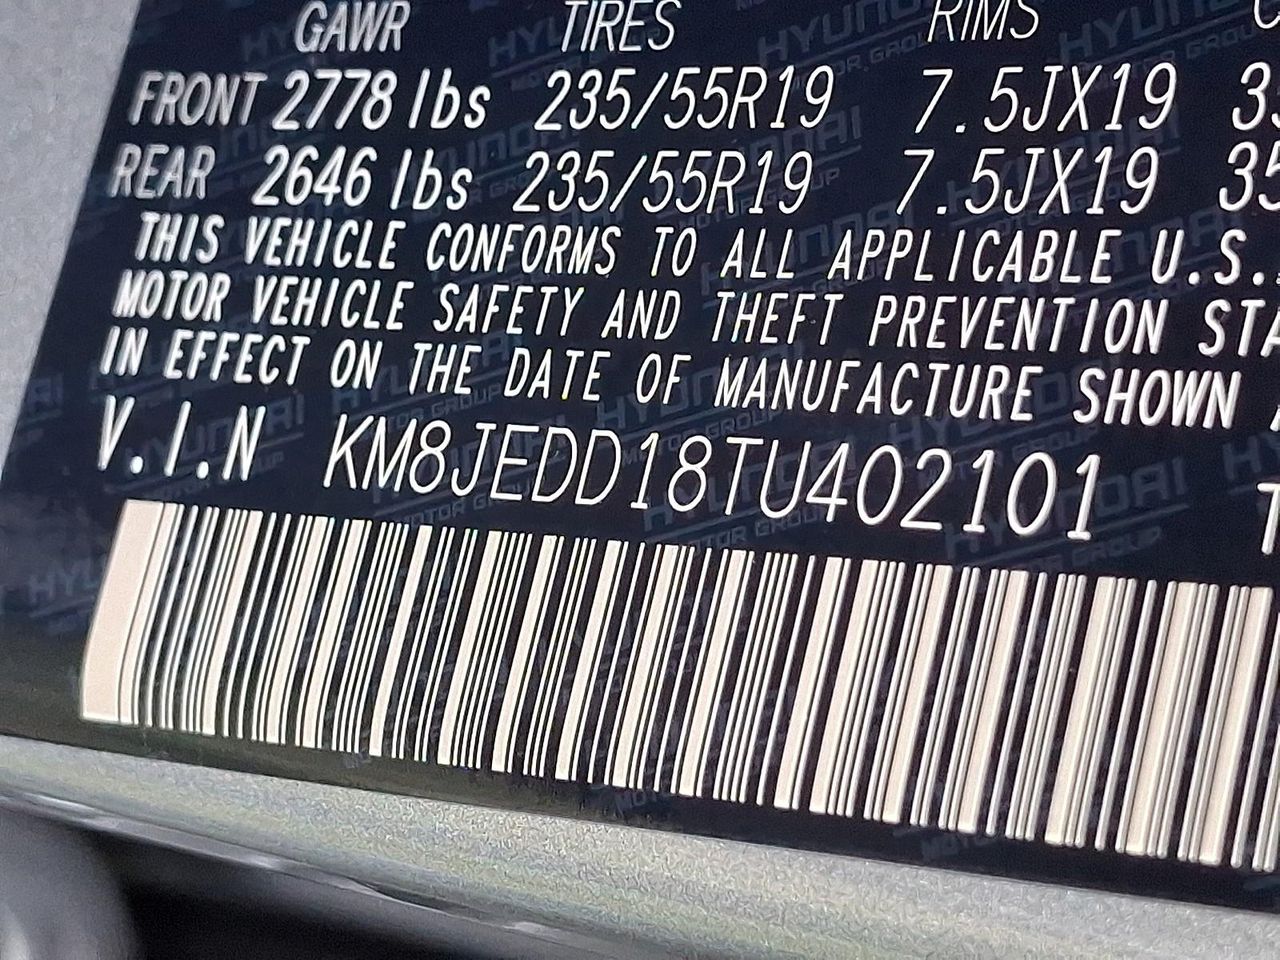 GAWR TIRES RIMS
FRONT 2778 lbs 235/55R19 7.5JX19
REAR 2646 lbs 235/55R19 7.5JX19 35
THIS VEHICLE CONFORMS TO ALL APPLICABLE U.S.
MOTOR VEHICLE SAFETY AND THEFT PREVENTION STA
IN EFFECT ON THE DATE OF MANUFACTURE SHOWN
V.I.N KM8JEDD18TU402101 T